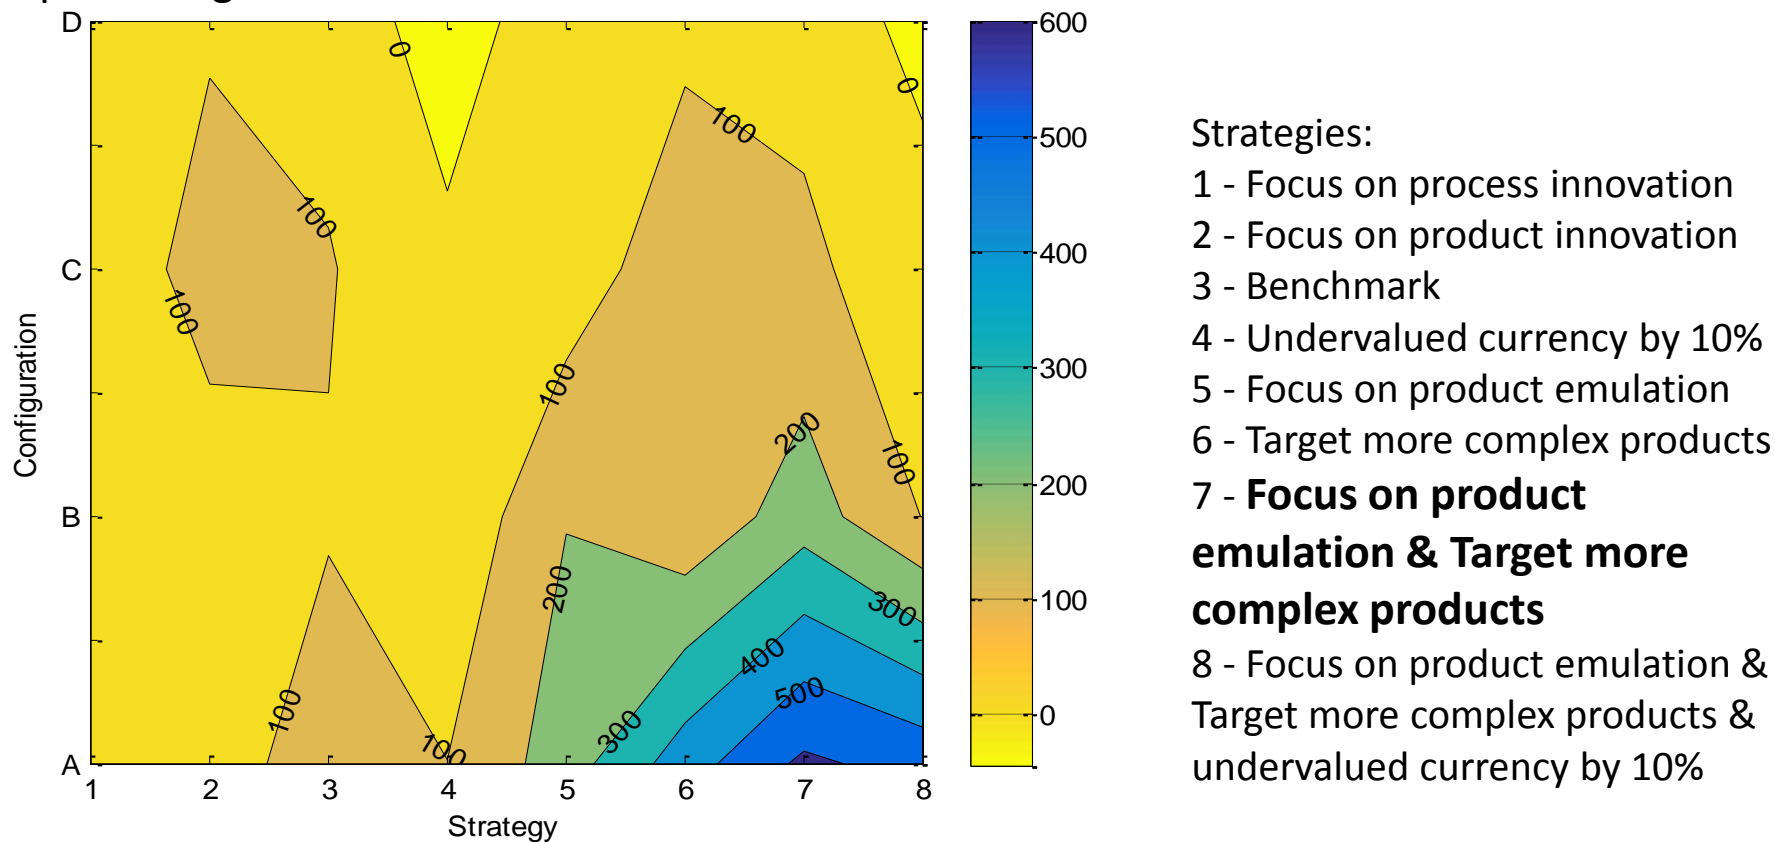 D
C
B
A
Configuration
1 2 3 4 5 6 7 8
Strategy
0
0
100
100
100
100
100
100
100
100
200
200
300
300
400
500
600
500
400
300
200
100
0
Strategies:
1 - Focus on process innovation
2 - Focus on product innovation
3 - Benchmark
4 - Undervalued currency by 10%
5 - Focus on product emulation
6 - Target more complex products
7 - Focus on product
emulation & Target more
complex products
8 - Focus on product emulation &
Target more complex products &
undervalued currency by 10%